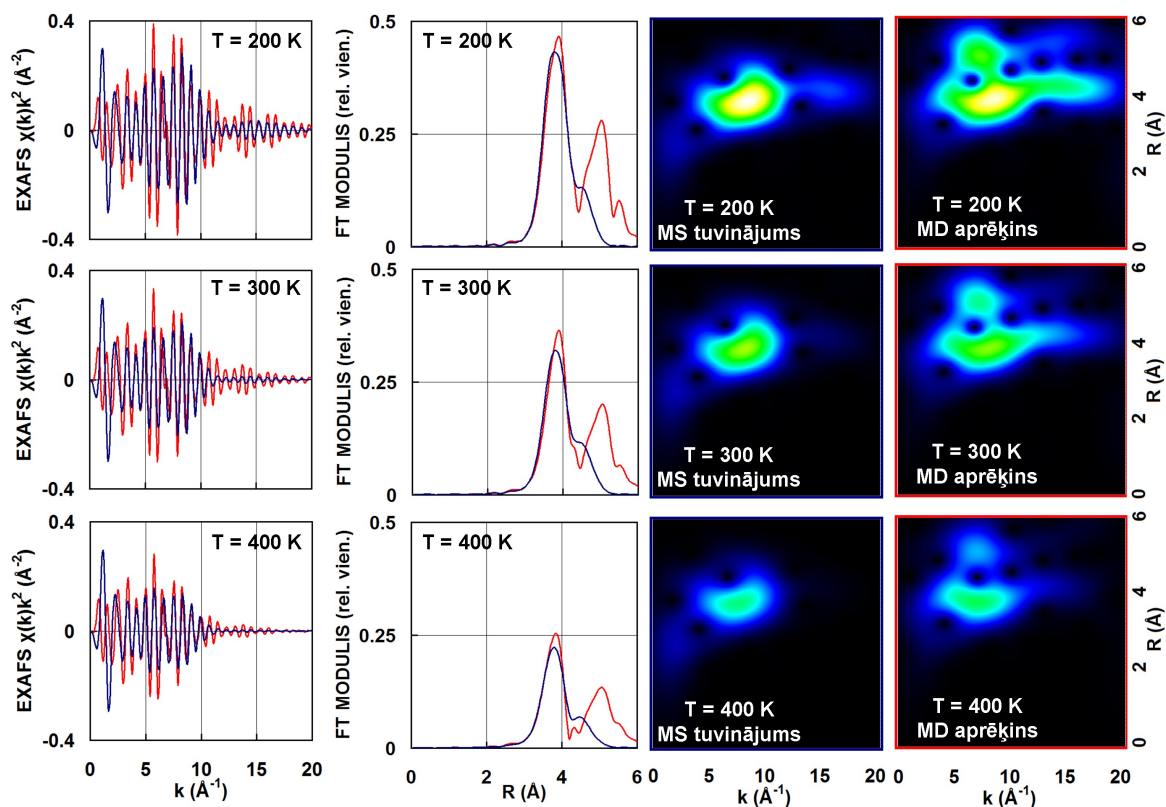 EXAFS χ(k)k² (Å⁻²)
0.4
0
-0.4
T = 200 K
FT MODULIS (rel. vien.)
0.5
0.25
0
T = 200 K
T = 200 K
MS tuvinājums
T = 200 K
MD aprēķins
R (Å)
6
4
2
0
EXAFS χ(k)k² (Å⁻²)
0.4
0
-0.4
T = 300 K
FT MODULIS (rel. vien.)
0.5
0.25
0
T = 300 K
T = 300 K
MS tuvinājums
T = 300 K
MD aprēķins
R (Å)
6
4
2
0
EXAFS χ(k)k² (Å⁻²)
0.4
0
-0.4
T = 400 K
FT MODULIS (rel. vien.)
0.5
0.25
0
T = 400 K
T = 400 K
MS tuvinājums
T = 400 K
MD aprēķins
R (Å)
6
4
2
0
0 5 10 15 20
k (Å⁻¹)
0 2 4 6
R (Å)
0 5 10 15 20
k (Å⁻¹)
0 5 10 15 20
k (Å⁻¹)